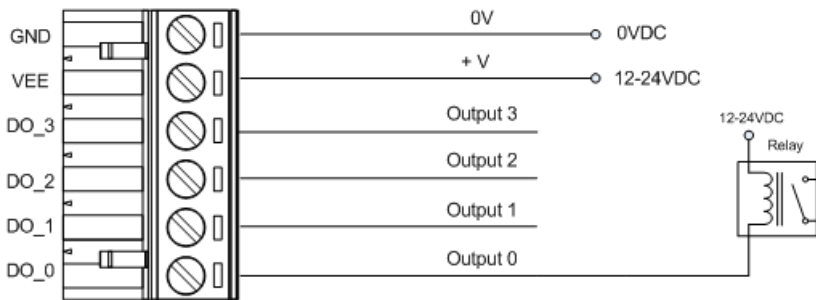 GND
0V
0VDC
VEE
+ V
12-24VDC
DO_3
Output 3
12-24VDC
Relay
DO_2
Output 2
DO_1
Output 1
DO_0
Output 0